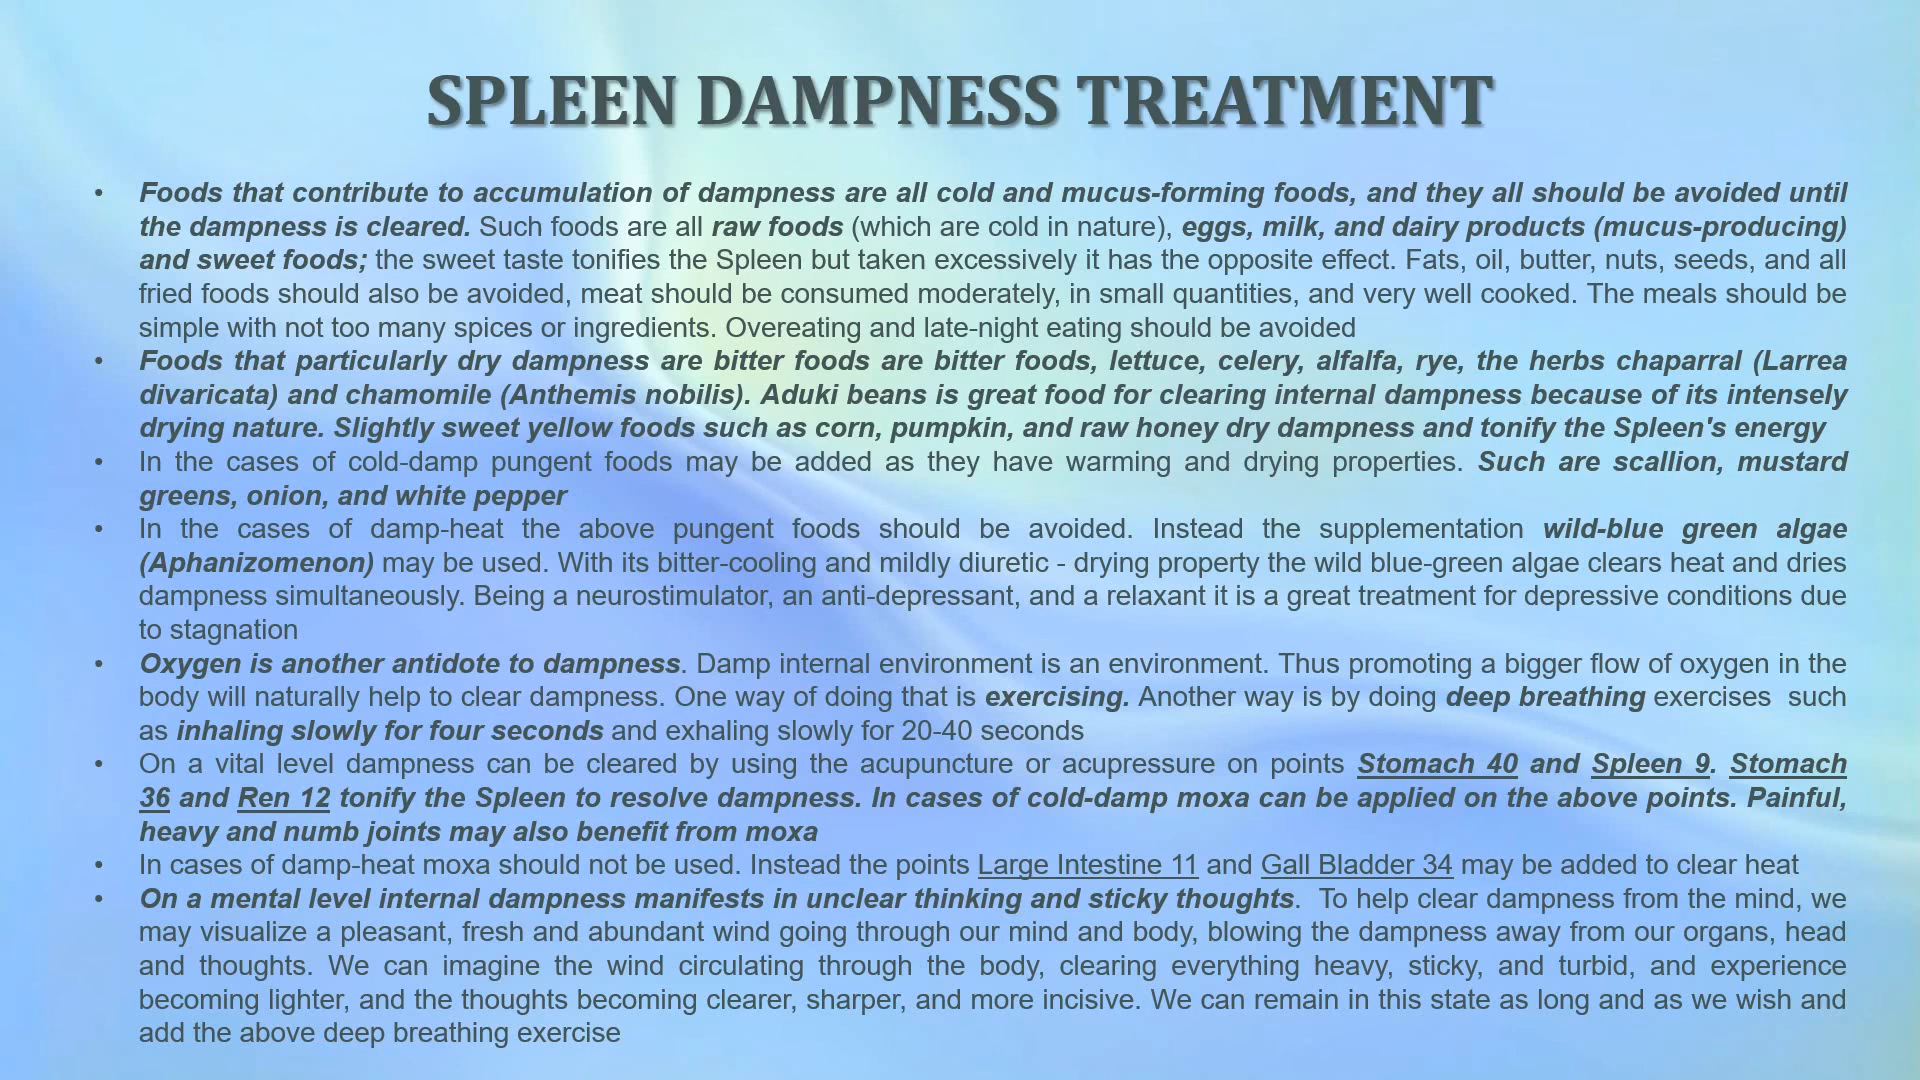 SPLEEN DAMPNESS TREATMENT
• Foods that contribute to accumulation of dampness are all cold and mucus-forming foods, and they all should be avoided until
the dampness is cleared. Such foods are all raw foods (which are cold in nature), eggs, milk, and dairy products (mucus-producing)
and sweet foods; the sweet taste tonifies the Spleen but taken excessively it has the opposite effect. Fats, oil, butter, nuts, seeds, and all
fried foods should also be avoided, meat should be consumed moderately, in small quantities, and very well cooked. The meals should be
simple with not too many spices or ingredients. Overeating and late-night eating should be avoided
• Foods that particularly dry dampness are bitter foods are bitter foods, lettuce, celery, alfalfa, rye, the herbs chaparral (Larrea
divaricata) and chamomile (Anthemis nobilis). Aduki beans is great food for clearing internal dampness because of its intensely
drying nature. Slightly sweet yellow foods such as corn, pumpkin, and raw honey dry dampness and tonify the Spleen's energy
• In the cases of cold-damp pungent foods may be added as they have warming and drying properties. Such are scallion, mustard
greens, onion, and white pepper
• In the cases of damp-heat the above pungent foods should be avoided. Instead the supplementation wild-blue green algae
(Aphanizomenon) may be used. With its bitter-cooling and mildly diuretic - drying property the wild blue-green algae clears heat and dries
dampness simultaneously. Being a neurostimulator, an anti-depressant, and a relaxant it is a great treatment for depressive conditions due
to stagnation
• Oxygen is another antidote to dampness. Damp internal environment is an environment. Thus promoting a bigger flow of oxygen in the
body will naturally help to clear dampness. One way of doing that is exercising. Another way is by doing deep breathing exercises such
as inhaling slowly for four seconds and exhaling slowly for 20-40 seconds
• On a vital level dampness can be cleared by using the acupuncture or acupressure on points Stomach 40 and Spleen 9. Stomach
36 and Ren 12 tonify the Spleen to resolve dampness. In cases of cold-damp moxa can be applied on the above points. Painful,
heavy and numb joints may also benefit from moxa
• In cases of damp-heat moxa should not be used. Instead the points Large Intestine 11 and Gall Bladder 34 may be added to clear heat
• On a mental level internal dampness manifests in unclear thinking and sticky thoughts. To help clear dampness from the mind, we
may visualize a pleasant, fresh and abundant wind going through our mind and body, blowing the dampness away from our organs, head
and thoughts. We can imagine the wind circulating through the body, clearing everything heavy, sticky, and turbid, and experience
becoming lighter, and the thoughts becoming clearer, sharper, and more incisive. We can remain in this state as long and as we wish and
add the above deep breathing exercise